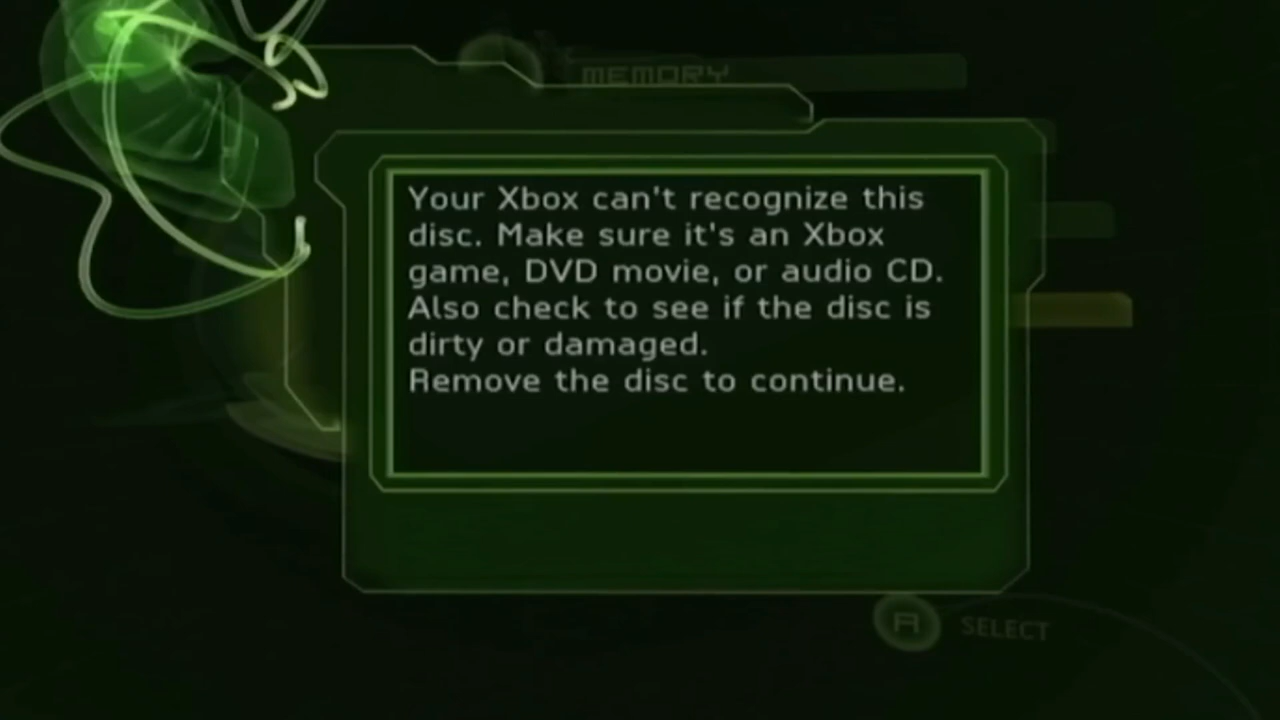 MEMORY
Your Xbox can't recognize this
disc. Make sure it's an Xbox
game, DVD movie, or audio CD.
Also check to see if the disc is
dirty or damaged.
Remove the disc to continue.
A SELECT